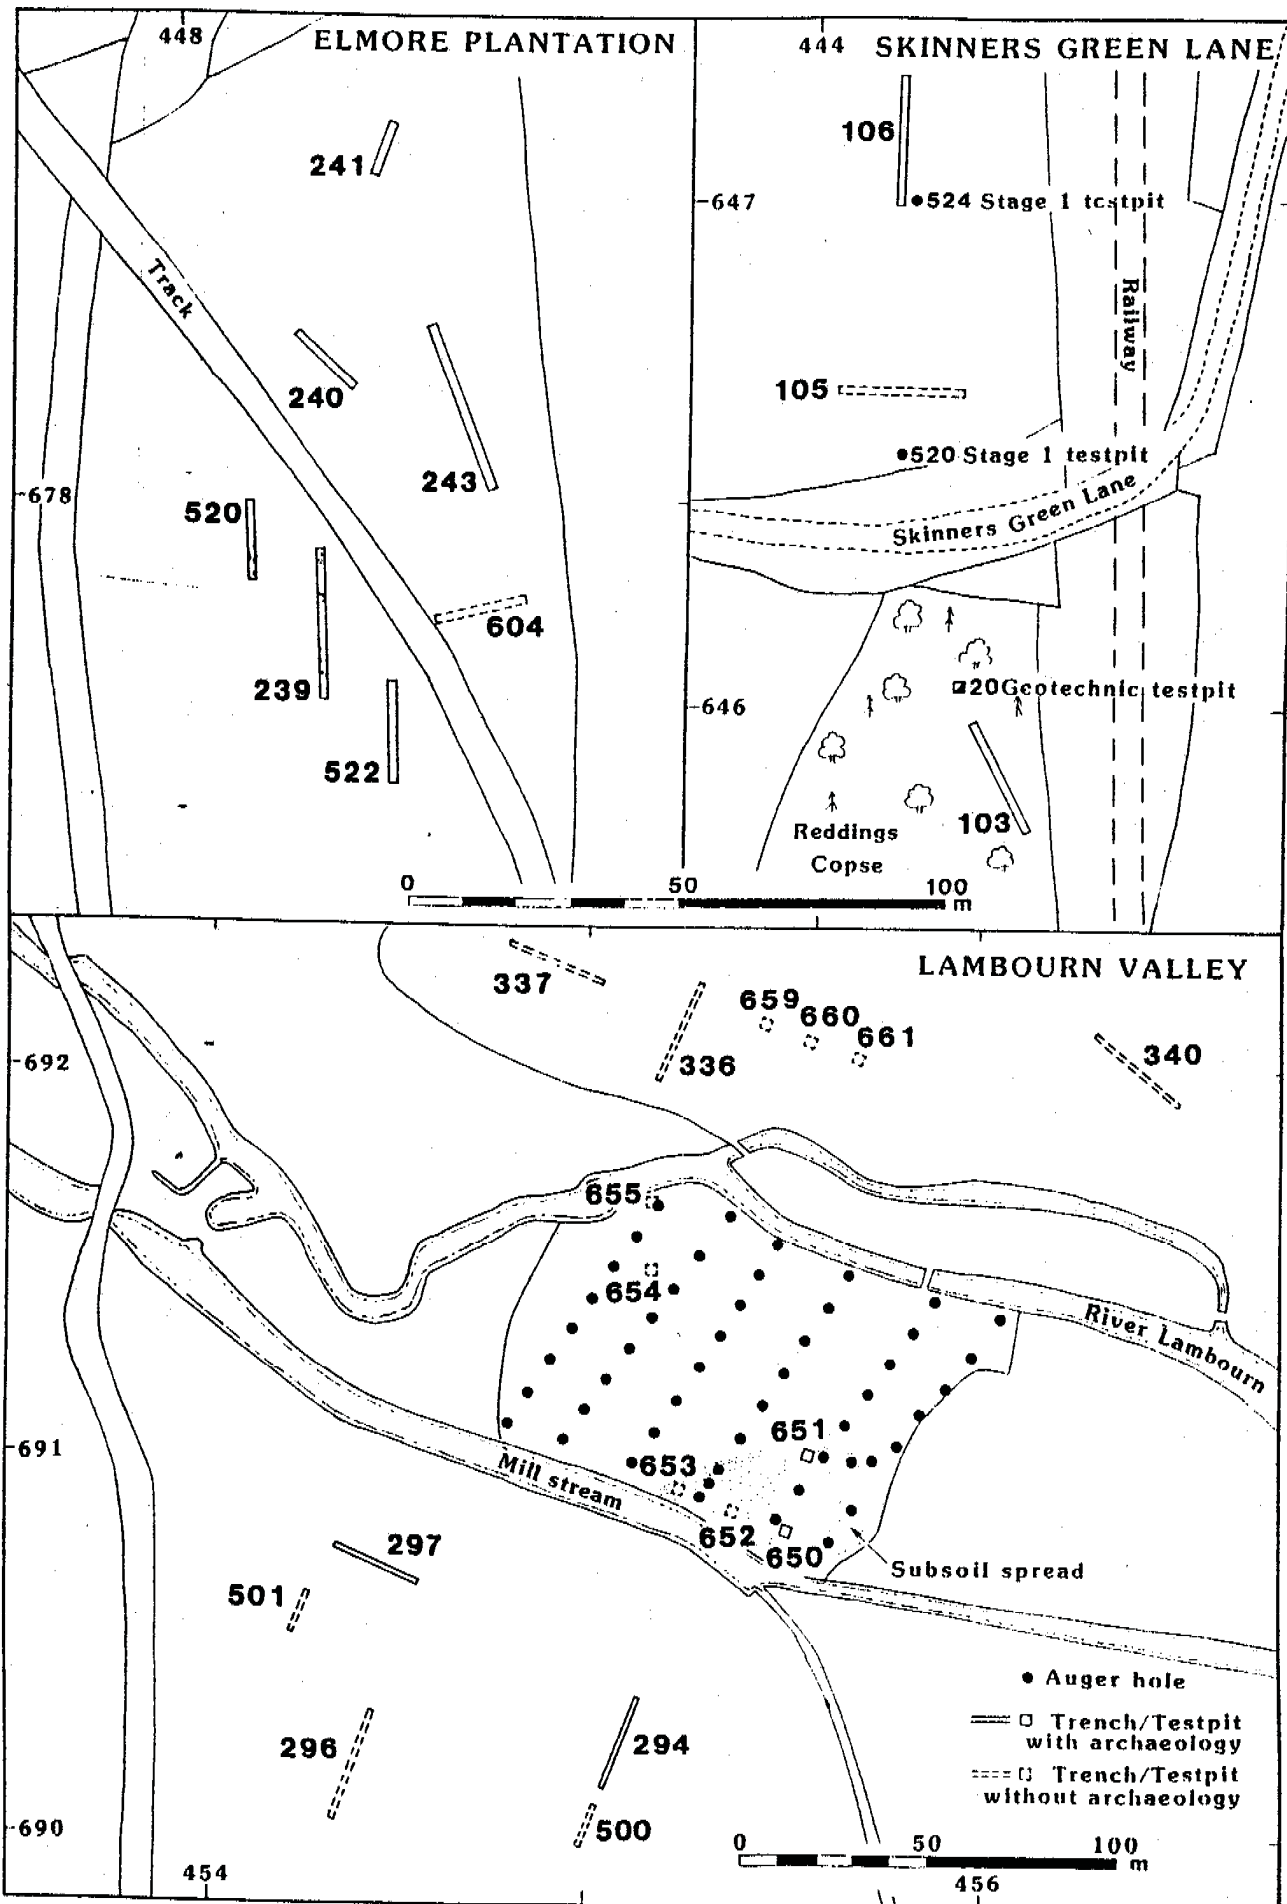 448
ELMORE PLANTATION
241
Track
240
243
678
520
604
239
522
0 50 100 m
444
SKINNERS GREEN LANE
106
647
524 Stage 1 testpit
Railway
105
520 Stage 1 testpit
Skinners Green Lane
20 Geotechnic testpit
646
103
Reddings
Copse
LAMBOURN VALLEY
337
659
660
661
336
340
692
655
654
River Lambourn
651
691
653
Mill stream
652
650
297
Subsoil spread
501
Auger hole
Trench/Testpit
with archaeology
296
294
Trench/Testpit
without archaeology
500
690
0 50 100 m
454
456